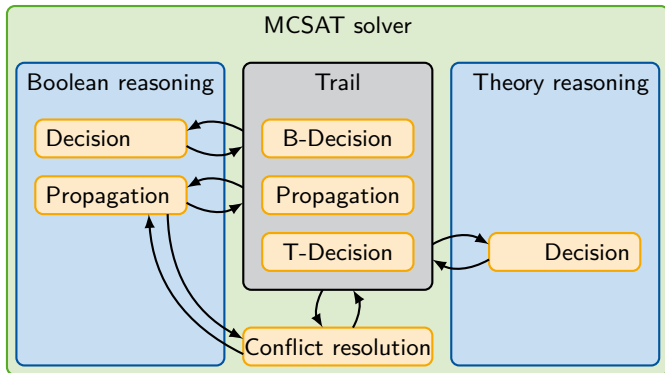 MCSAT solver
Boolean reasoning
Trail
Theory reasoning
Decision
B-Decision
Propagation
Propagation
T-Decision
Decision
Conflict resolution